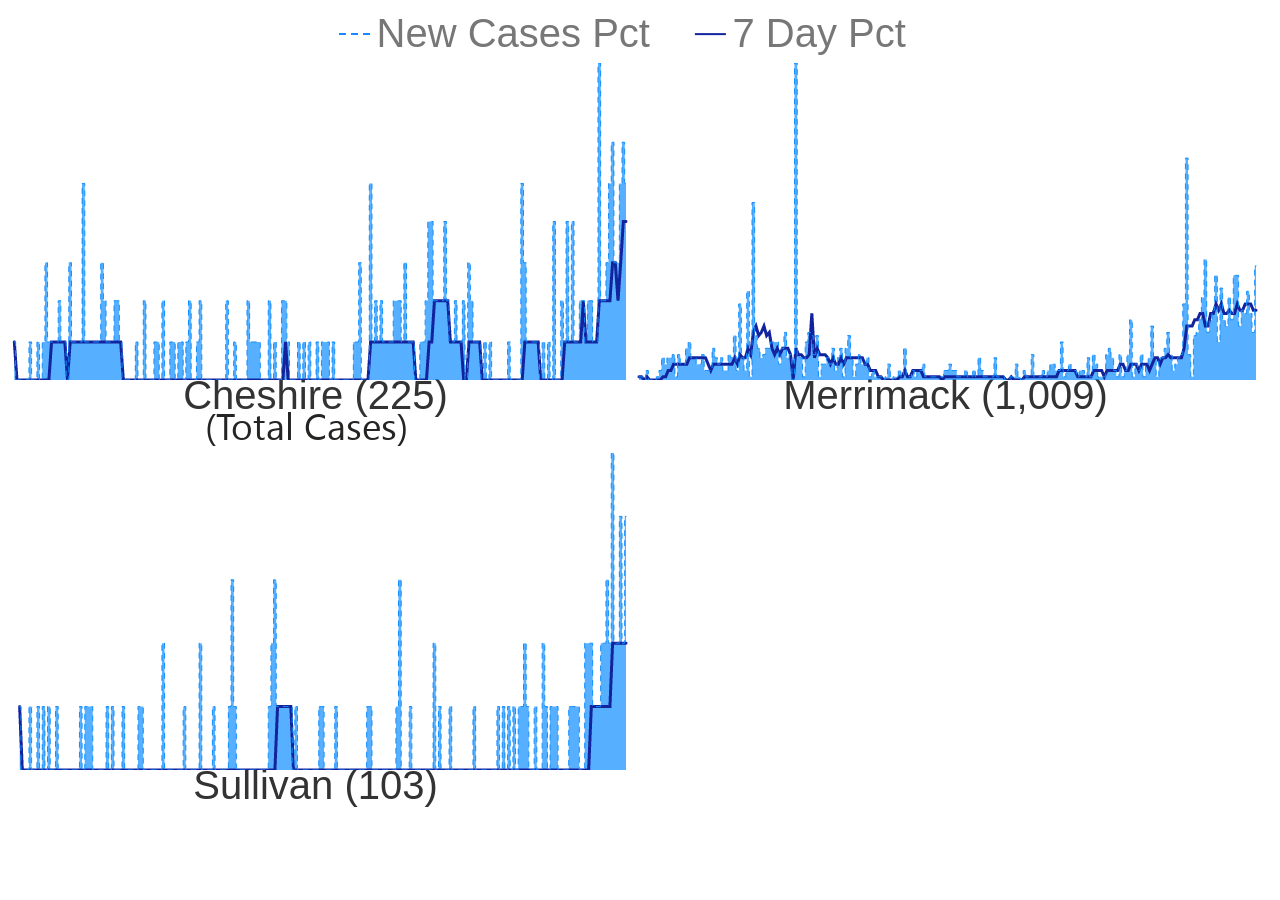 New Cases Pct 7 Day Pct
Cheshire (225)
(Total Cases)
Merrimack (1,009)
Sullivan (103)